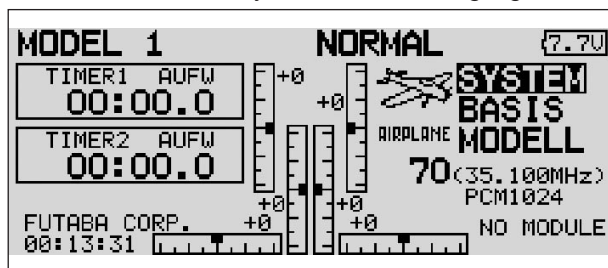 MODEL 1 NORMAL 7.7V
TIMER1 AUFW
00:00.0
+0
+0
SYSTEM
BASIS
AIRPLANE
MODELL
TIMER2 AUFW
00:00.0
70(35.100MHz)
PCM1024
+0
+0
FUTABA CORP.
+0
+0
NO MODULE
00:13:31